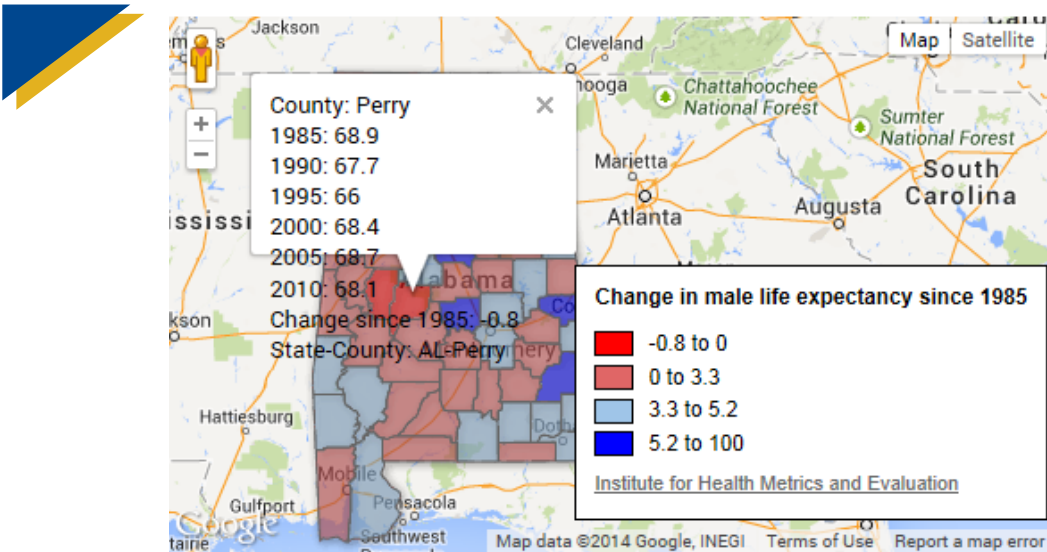 Jackson
Cleveland
Map
Satellite
County: Perry
1985: 68.9
1990: 67.7
1995: 66
2000: 68.4
2005: 68.7
2010: 68.1
Change since 1985: -0.8
State-County: AL-Perry
Chattahoochee
National Forest
Sumter
National Forest
Marietta
South
Carolina
Atlanta
Augusta
Change in male life expectancy since 1985
-0.8 to 0
0 to 3.3
3.3 to 5.2
5.2 to 100
Institute for Health Metrics and Evaluation
Hattiesburg
Mobile
Gulfport
Pensacola
Google
Southwest
Map data ©2014 Google, INEGI
Terms of Use
Report a map error